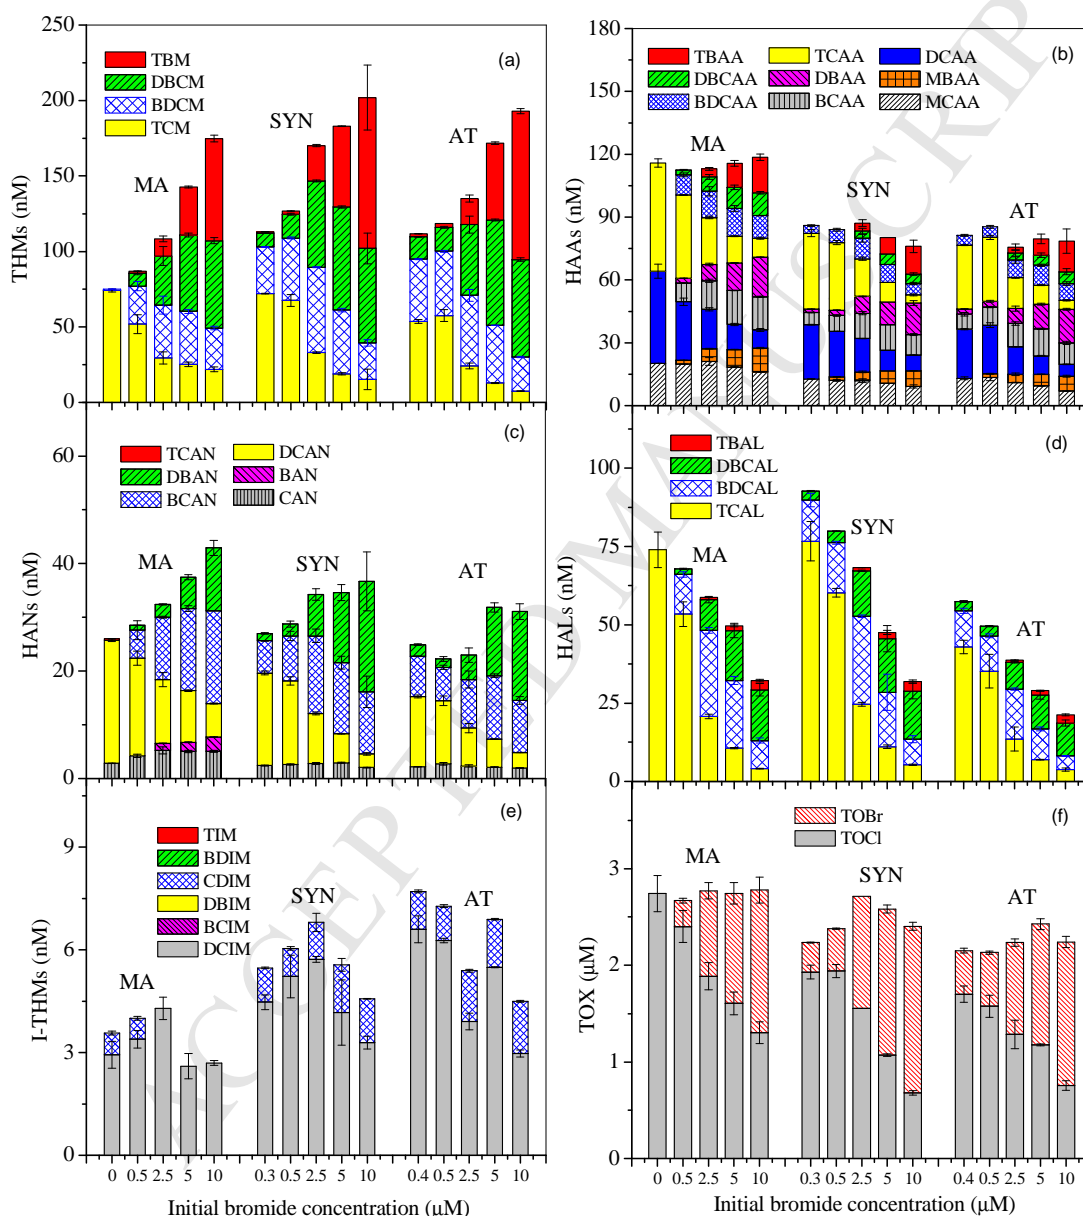 250
200
150
100
50
0
THMs (nM)
(a)
TBM
DBCM
BDCM
TCM
MA
SYN
AT
180
150
120
90
60
30
0
HAAs (nM)
(b)
TBAA TCAA DCAA
DBCAA DBAA MBAA
BDCAA BCAA MCAA
MA
SYN
AT
60
40
20
0
HANs (nM)
(c)
TCAN DCAN
DBAN BAN
BCAN CAN
MA
SYN
AT
100
75
50
25
0
HALs (nM)
(d)
TBAL
DBCAL
BDCAL
TCAL
MA
SYN
AT
9
6
3
0
I-THMs (nM)
(e)
TIM
BDIM
CDIM
DBIM
BCIM
DCIM
MA
SYN
AT
0 0.5 2.5 5 10 0.3 0.5 2.5 5 10 0.4 0.5 2.5 5 10
Initial bromide concentration (μM)
3
2
1
0
TOX (μM)
(f)
TOBr
TOCl
MA
SYN
AT
0 0.5 2.5 5 10 0.3 0.5 2.5 5 10 0.4 0.5 2.5 5 10
Initial bromide concentration (μM)
ACCEPTED MANUSCRIP